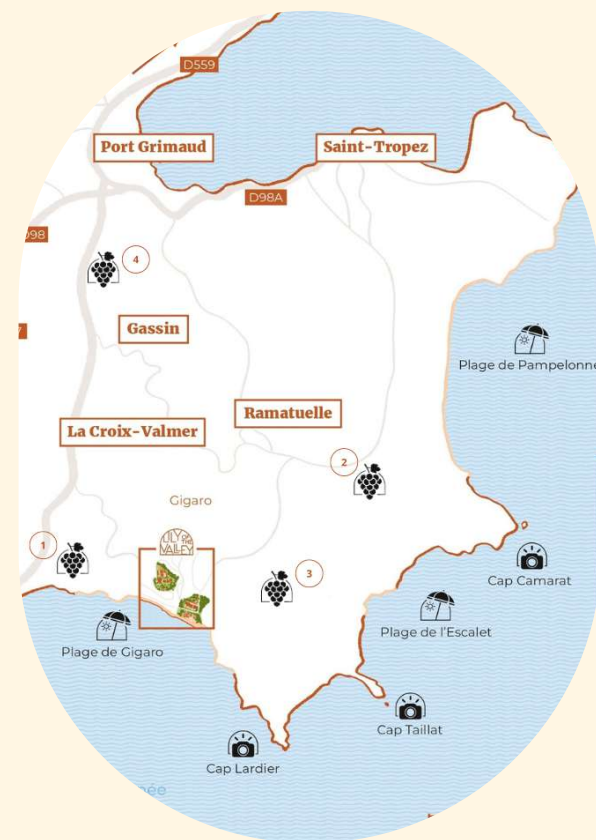 D559
Port Grimaud
Saint-Tropez
D98A
D98
4
Gassin
Plage de Pampelonne
Ramatuelle
La Croix-Valmer
2
Gigaro
LILY OF THE
VALLEY
1
3
Cap Camarat
Plage de l'Escalet
Plage de Gigaro
Cap Taillat
Cap Lardier